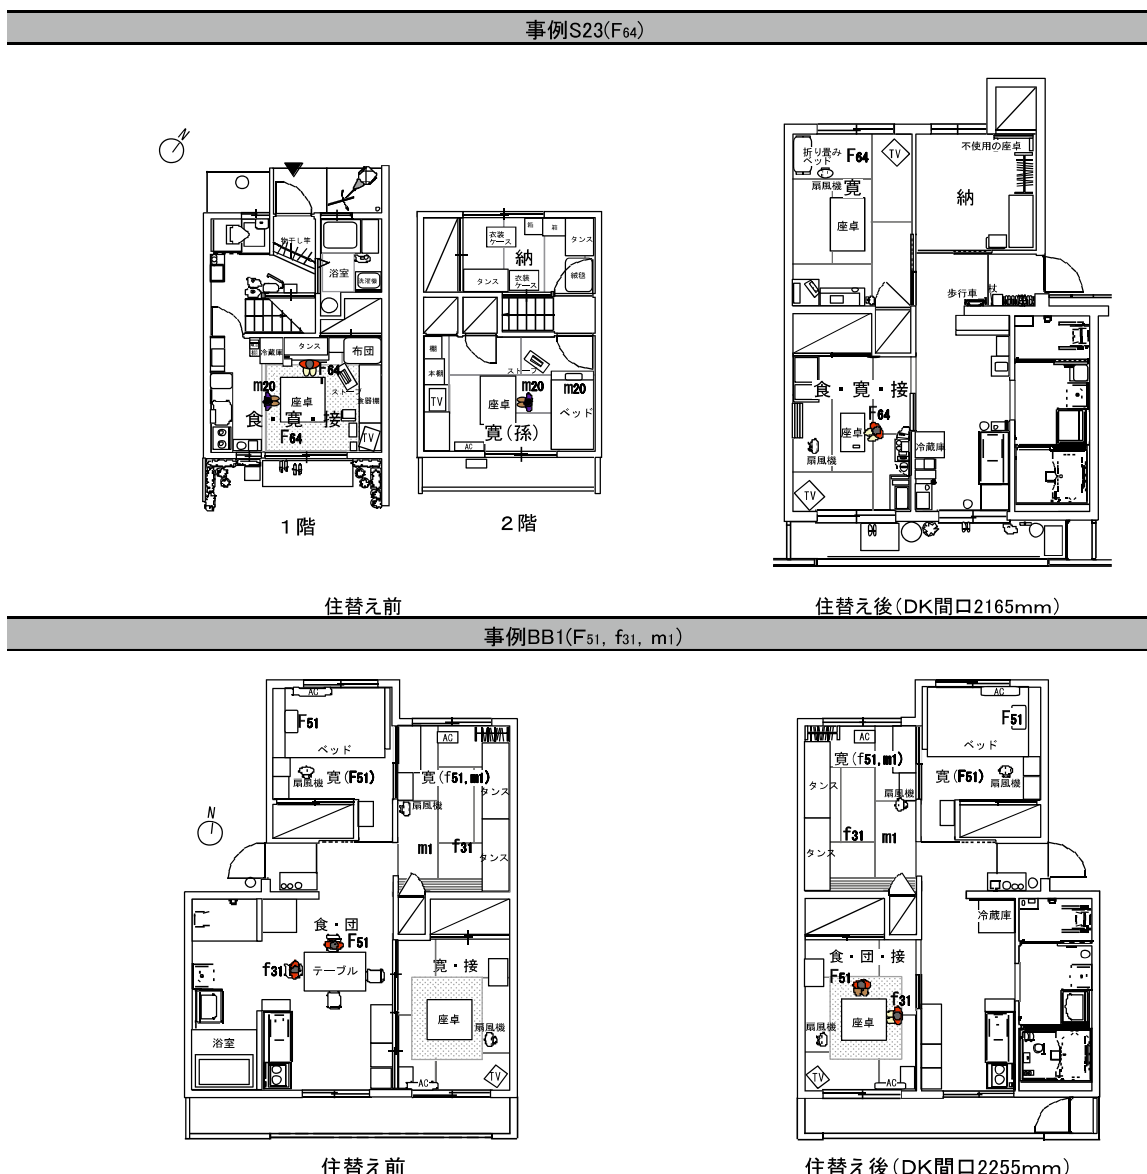 事例S23(F64)
N
物干し竿
浴室
洗濯機
冷蔵庫
タンス
布団
F64
m20
座卓
ストーブ
食器棚
食・寛・接
F64
TV
1階
衣装
ケース
箱
箱
タンス
納
タンス
衣装
ケース
絨毯
棚
本棚
TV
ストーブ
m20
m20
座卓
ベッド
寛(孫)
AC
2階
住替え前
折り畳み
ベッド
F64
TV
扇風機
寛
座卓
不使用の座卓
納
歩行車
杖
食・寛・接
F64
座卓
扇風機
冷蔵庫
TV
住替え後(DK間口2165mm)
事例BB1(F51, f31, m1)
AC
F51
ベッド
扇風機
寛(F51)
AC
寛(f51,m1)
タンス
扇風機
m1
f31
タンス
N
食・団
F51
f31
テーブル
寛・接
座卓
扇風機
浴室
TV
AC
住替え前
AC
F51
ベッド
寛(F51)
扇風機
AC
寛(f51,m1)
タンス
扇風機
f31
m1
タンス
冷蔵庫
食・団・接
F51
f31
扇風機
座卓
TV
AC
住替え後(DK間口2255mm)